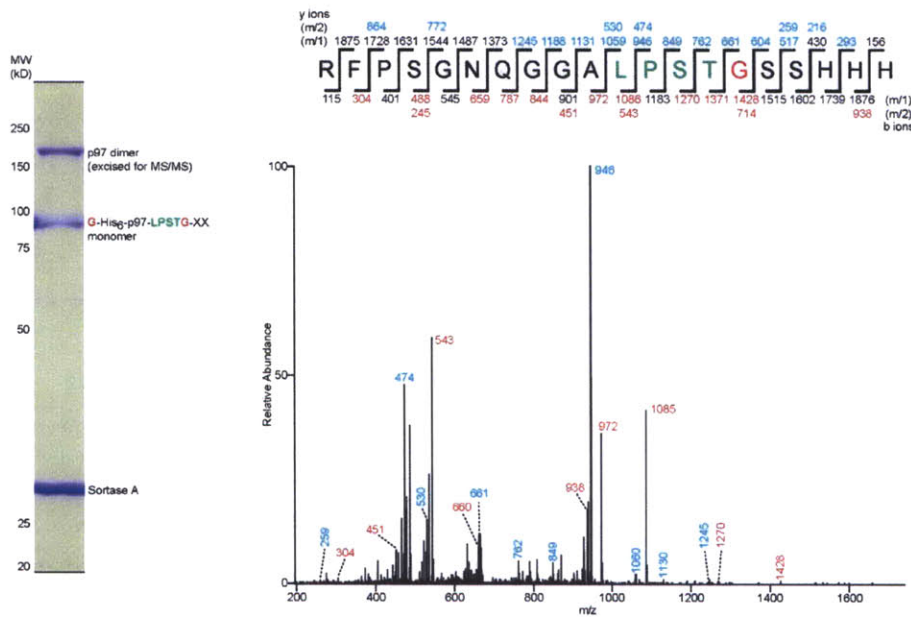 y ions
(m/2) 864 772 530 474 259 216
(m/1) 1875 1728 1631 1544 1487 1373 1245 1188 1131 1059 946 849 762 661 604 517 430 293 156
R F P S G N Q G G A L P S T G S S H H H
115 304 401 488 545 659 787 844 901 972 1086 1183 1270 1371 1428 1515 1602 1739 1876 (m/1)
245 451 543 714 938 (m/2)
b ions
MW
(kD)
250
150
100
75
50
25
20
p97 dimer
(excised for MS/MS)
G-His6-p97-LPSTG-XX
monomer
Sortase A
Relative Abundance
100
50
0
946
543
474
1085
972
938
530
661
660
451
259
304
762
849
1060
1130
1245
1270
1428
200 400 600 800 1000 1200 1400 1600
m/z